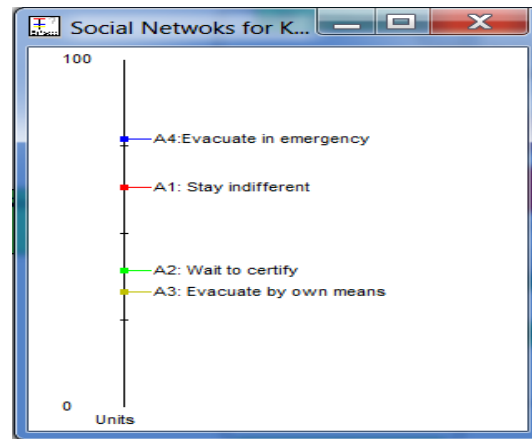 Social Netwoks for K...
100
A4:Evacuate in emergency
A1: Stay indifferent
A2: Wait to certify
A3: Evacuate by own means
0
Units